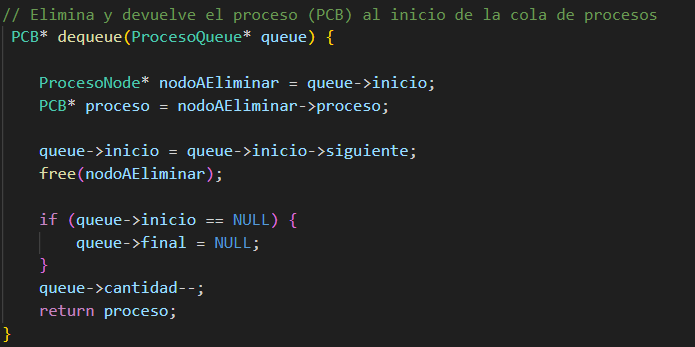 // Elimina y devuelve el proceso (PCB) al inicio de la cola de procesos
PCB* dequeue(ProcesoQueue* queue) {
ProcesoNode* nodoAEliminar = queue->inicio;
PCB* proceso = nodoAEliminar->proceso;
queue->inicio = queue->inicio->siguiente;
free(nodoAEliminar);
if (queue->inicio == NULL) {
queue->final = NULL;
}
queue->cantidad--;
return proceso;
}